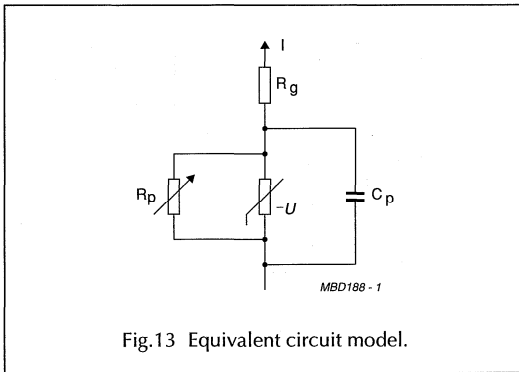 I
Rg
Rp
-U
Cp
MBD188 - 1
Fig.13 Equivalent circuit model.